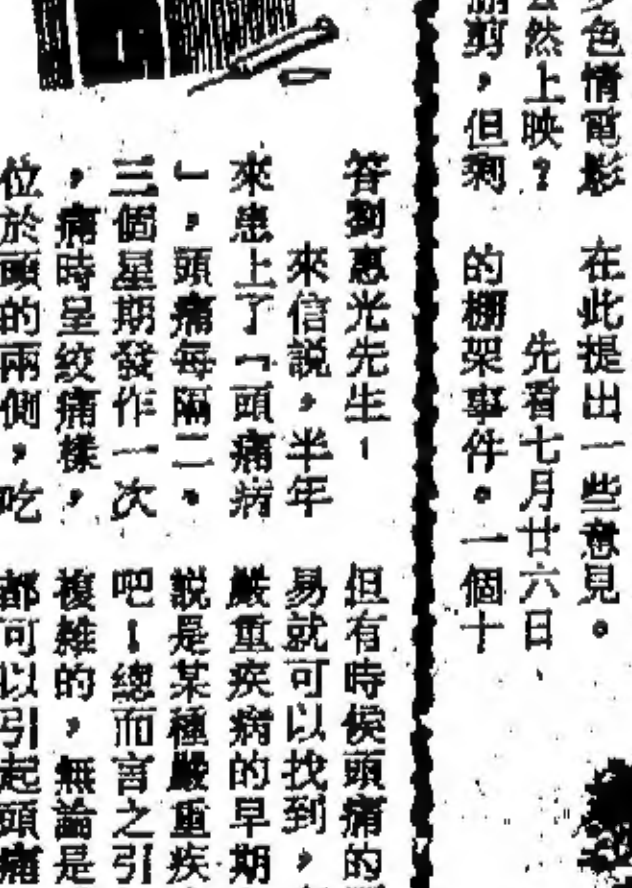 多色情電影
公然上映？
刪剪，但剩
在此提出一些意見。
先看七月廿六日、
的棚架事件。一個十
答劉惠光先生：
來信説，半年
來患上了「頭痛病
」，頭痛每隔二、
三個星期發作一次
，痛時呈絞痛樣，
位於頭的兩側，吃
但有時候頭痛的
易就可以找到，
嚴重疾病的早期
説是某種嚴重疾
吧！總而言之引
複雜的，無論是
都可以引起頭痛